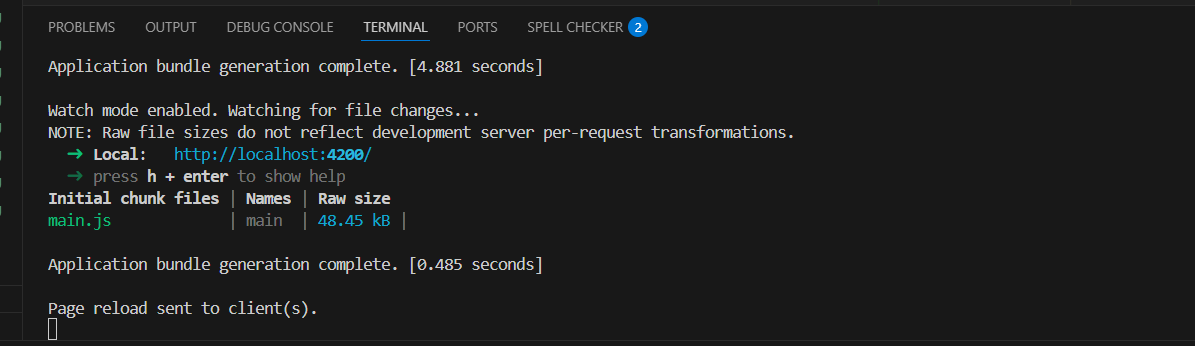 PROBLEMS OUTPUT DEBUG CONSOLE TERMINAL PORTS SPELL CHECKER 2
Application bundle generation complete. [4.881 seconds]
Watch mode enabled. Watching for file changes...
NOTE: Raw file sizes do not reflect development server per-request transformations.
➜ Local: http://localhost:4200/
➜ press h + enter to show help
Initial chunk files | Names | Raw size
main.js | main | 48.45 kB |
Application bundle generation complete. [0.485 seconds]
Page reload sent to client(s).